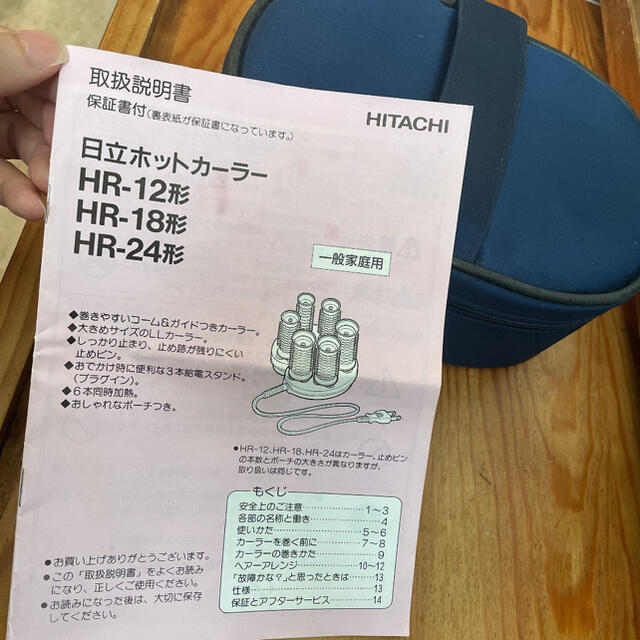 取扱説明書
保証書付(裏表紙が保証書になっています。)
HITACHI
日立ホットカーラー
HR-12形
HR-18形
HR-24形
一般家庭用
◆巻きやすいコーム&ガイドつきカーラー。
◆大きめサイズのLLカーラー。
◆しっかり止まり、止め跡が残りにくい
止めピン。
◆おでかけ時に便利な3本給電スタンド。
(プラグイン)。
◆6本同時加熱。
◆おしゃれなポーチつき。
●HR-12、HR-18、HR-24はカーラー、止めピン
の本数とポーチの大きさが異なりますが、
取り扱いは同じです。
もくじ
安全上のご注意 1~3
各部の名称と働き 4
使いかた 5~6
カーラーを巻く前に 7~8
カーラーの巻きかた 9
ヘアーアレンジ 10~12
「故障かな?」と思ったときは 13
仕様 13
保証とアフターサービス 14
●お買い上げありがとうございます。
●この「取扱説明書」をよくお読み
になり、正しくご使用ください。
●お読みになった後は、大切に保存
してください。